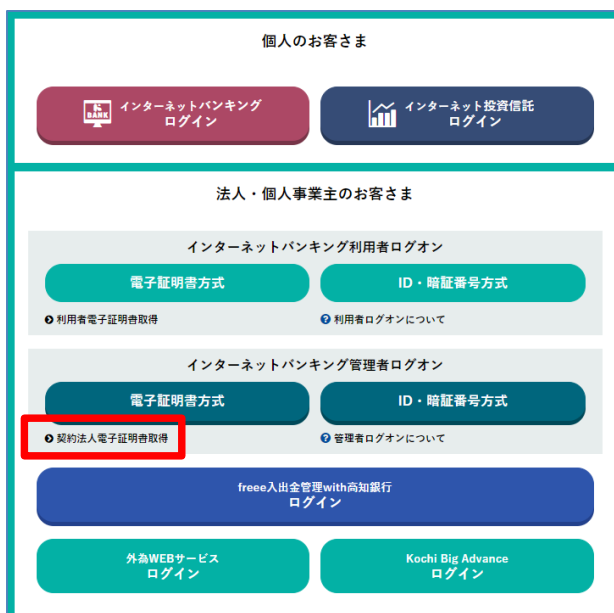 個人のお客さま
BANK
インターネットバンキング
ログイン
インターネット投資信託
ログイン
法人・個人事業主のお客さま
インターネットバンキング利用者ログオン
電子証明書方式
ID・暗証番号方式
利用者電子証明書取得
利用者ログオンについて
インターネットバンキング管理者ログオン
電子証明書方式
ID・暗証番号方式
契約法人電子証明書取得
管理者ログオンについて
freee入出金管理with高知銀行
ログイン
外為WEBサービス
ログイン
Kochi Big Advance
ログイン